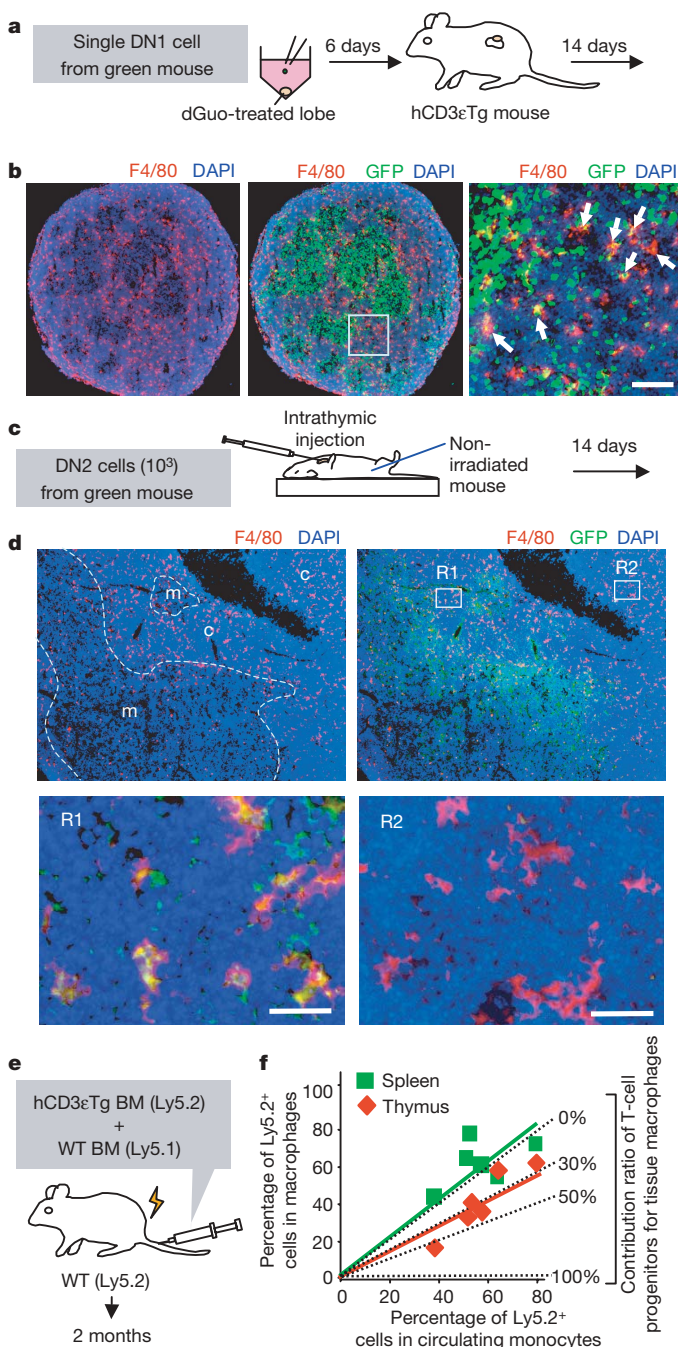 a
Single DN1 cell
from green mouse
6 days
14 days
dGuo-treated lobe
hCD3εTg mouse
b
F4/80 DAPI
F4/80 GFP DAPI
F4/80 GFP DAPI
c
DN2 cells (10³)
from green mouse
Intrathymic
injection
Non-
irradiated
mouse
14 days
d
F4/80 DAPI
F4/80 GFP DAPI
m
c
c
m
R1
R2
R1
R2
e
hCD3εTg BM (Ly5.2)
+
WT BM (Ly5.1)
WT (Ly5.2)
2 months
f
Spleen
Thymus
Percentage of Ly5.2⁺
cells in macrophages
100
80
60
40
20
0
0 20 40 60 80
Percentage of Ly5.2⁺
cells in circulating monocytes
0%
30%
50%
100%
Contribution ratio of T-cell
progenitors for tissue macrophages